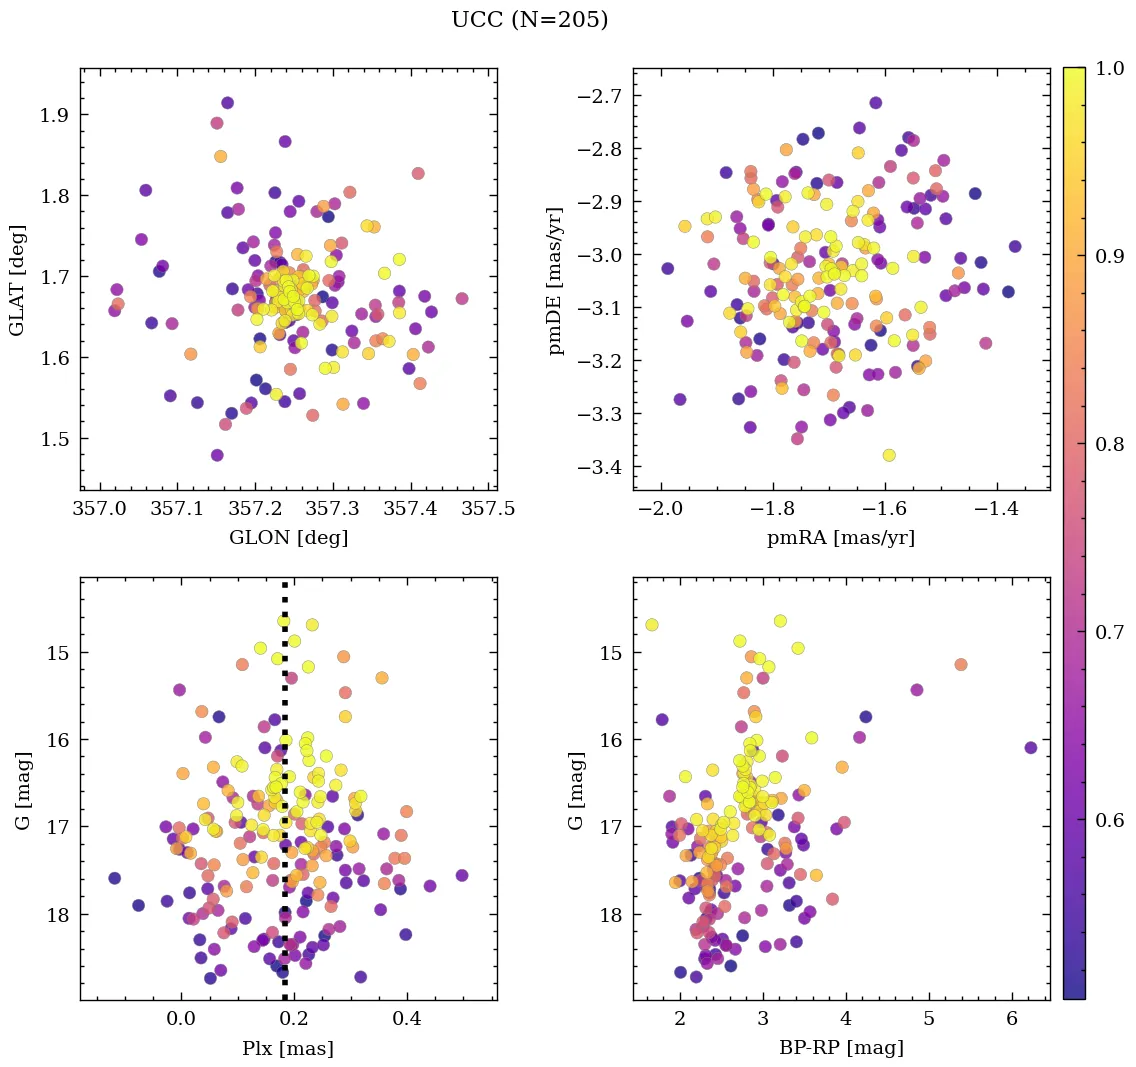 UCC (N=205)
1.9
1.8
1.7
1.6
1.5
GLAT [deg]
357.0 357.1 357.2 357.3 357.4 357.5
GLON [deg]
−2.7
−2.8
−2.9
−3.0
−3.1
−3.2
−3.3
−3.4
pmDE [mas/yr]
−2.0 −1.8 −1.6 −1.4
pmRA [mas/yr]
1.0
0.9
0.8
0.7
0.6
15
16
17
18
G [mag]
0.0 0.2 0.4
Plx [mas]
15
16
17
18
G [mag]
2 3 4 5 6
BP-RP [mag]